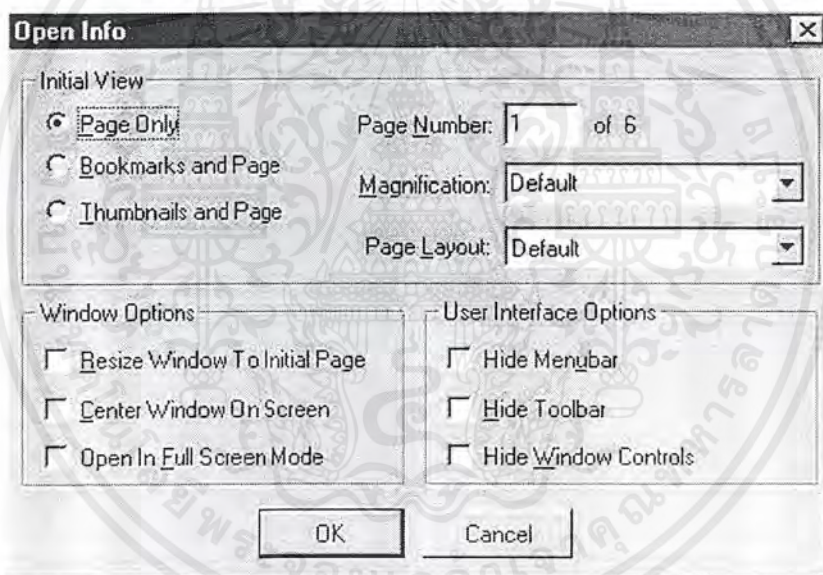 Open Info
Initial View
Page Only
Bookmarks and Page
Thumbnails and Page
Page Number: 1 of 6
Magnification: Default
Page Layout: Default
Window Options
Resize Window To Initial Page
Center Window On Screen
Open In Full Screen Mode
User Interface Options
Hide Menubar
Hide Toolbar
Hide Window Controls
OK
Cancel